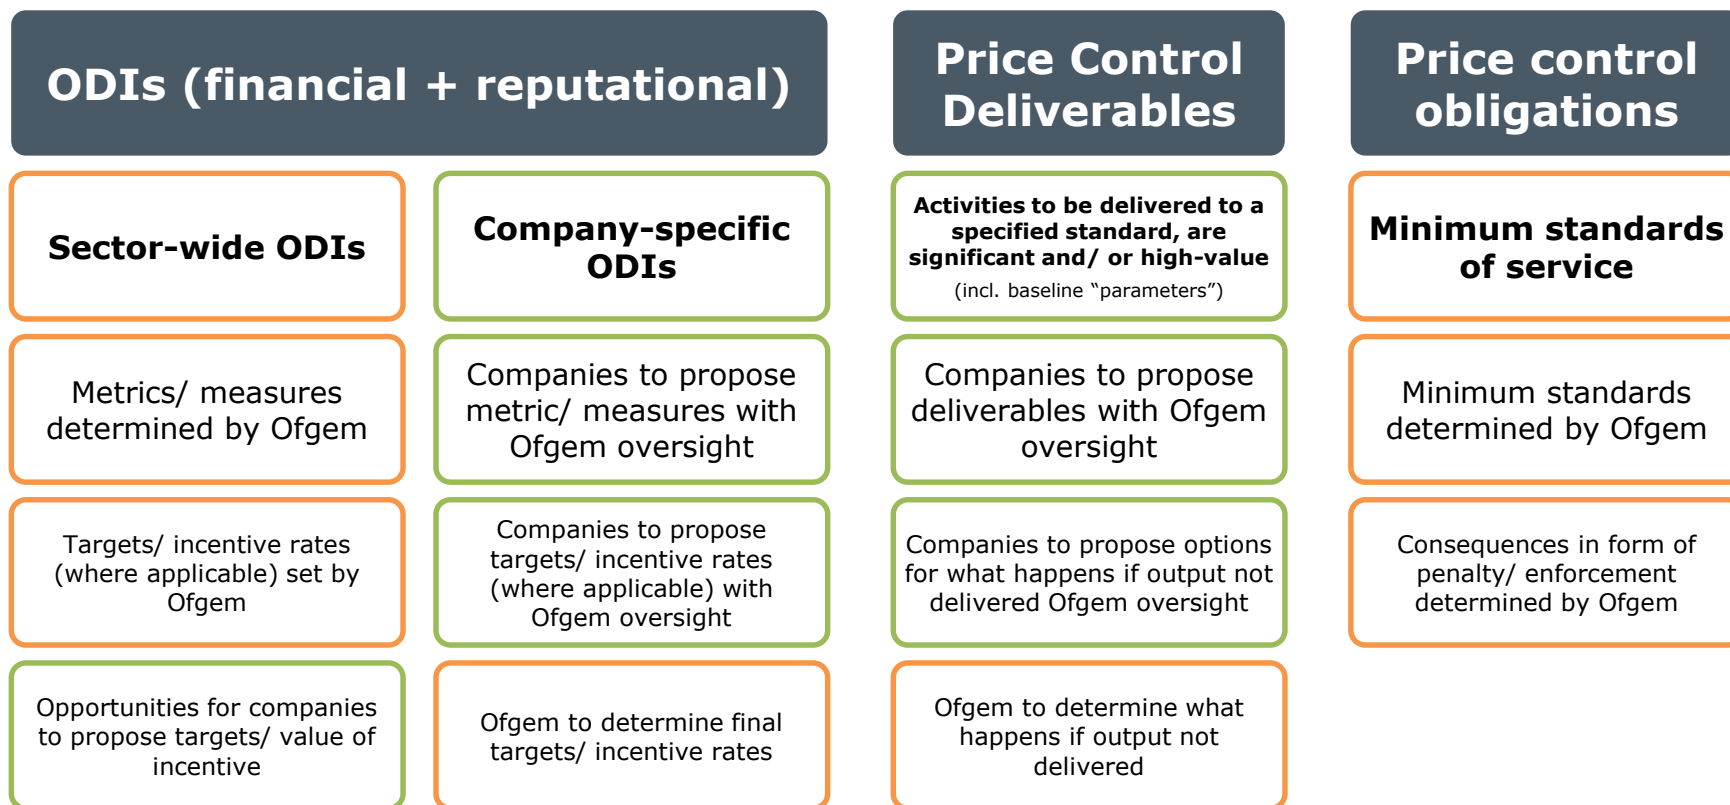 ODIs (financial + reputational)
Price Control
Deliverables
Price control
obligations
Sector-wide ODIs
Company-specific
ODIs
Activities to be delivered to a
specified standard, are
significant and/ or high-value
(incl. baseline “parameters”)
Minimum standards
of service
Metrics/ measures
determined by Ofgem
Companies to propose
metric/ measures with
Ofgem oversight
Companies to propose
deliverables with Ofgem
oversight
Minimum standards
determined by Ofgem
Targets/ incentive rates
(where applicable) set by
Ofgem
Companies to propose
targets/ incentive rates
(where applicable) with
Ofgem oversight
Companies to propose options
for what happens if output not
delivered Ofgem oversight
Consequences in form of
penalty/ enforcement
determined by Ofgem
Opportunities for companies
to propose targets/ value of
incentive
Ofgem to determine final
targets/ incentive rates
Ofgem to determine what
happens if output not
delivered